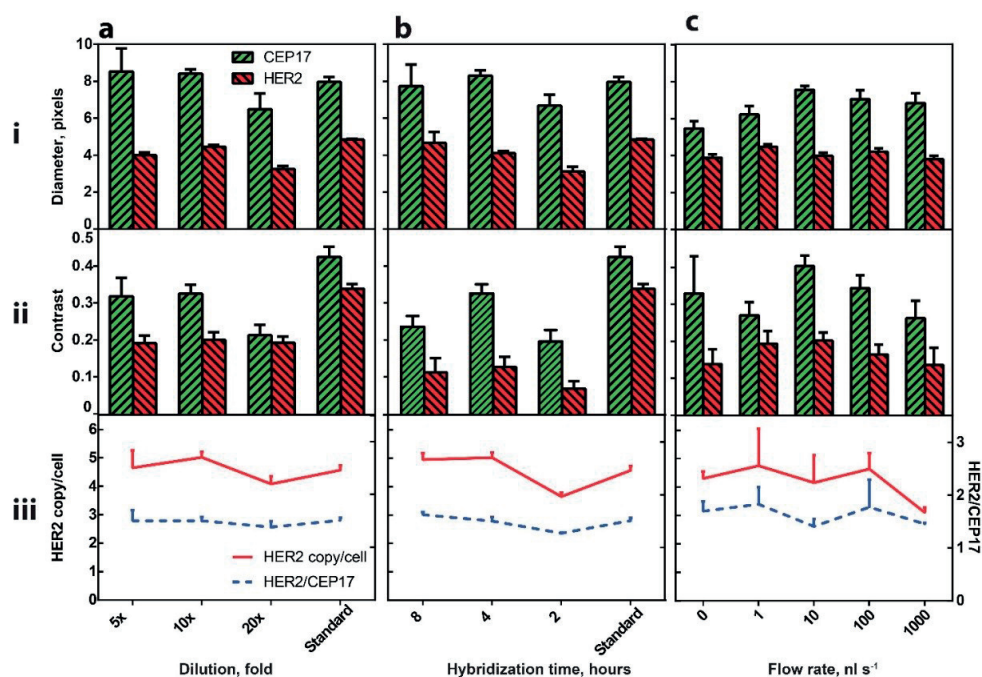 a
b
c
i
10
8
6
4
2
0
Diameter, pixels
CEP17
HER2
ii
0.5
0.4
0.3
0.2
0.1
0
Contrast
iii
6
5
4
3
2
1
0
HER2 copy/cell
HER2 copy/cell
HER2/CEP17
3
2
1
0
HER2/CEP17
5x
10x
20x
Standard
8
4
2
Standard
0
1
10
100
1000
Dilution, fold
Hybridization time, hours
Flow rate, nl s⁻¹